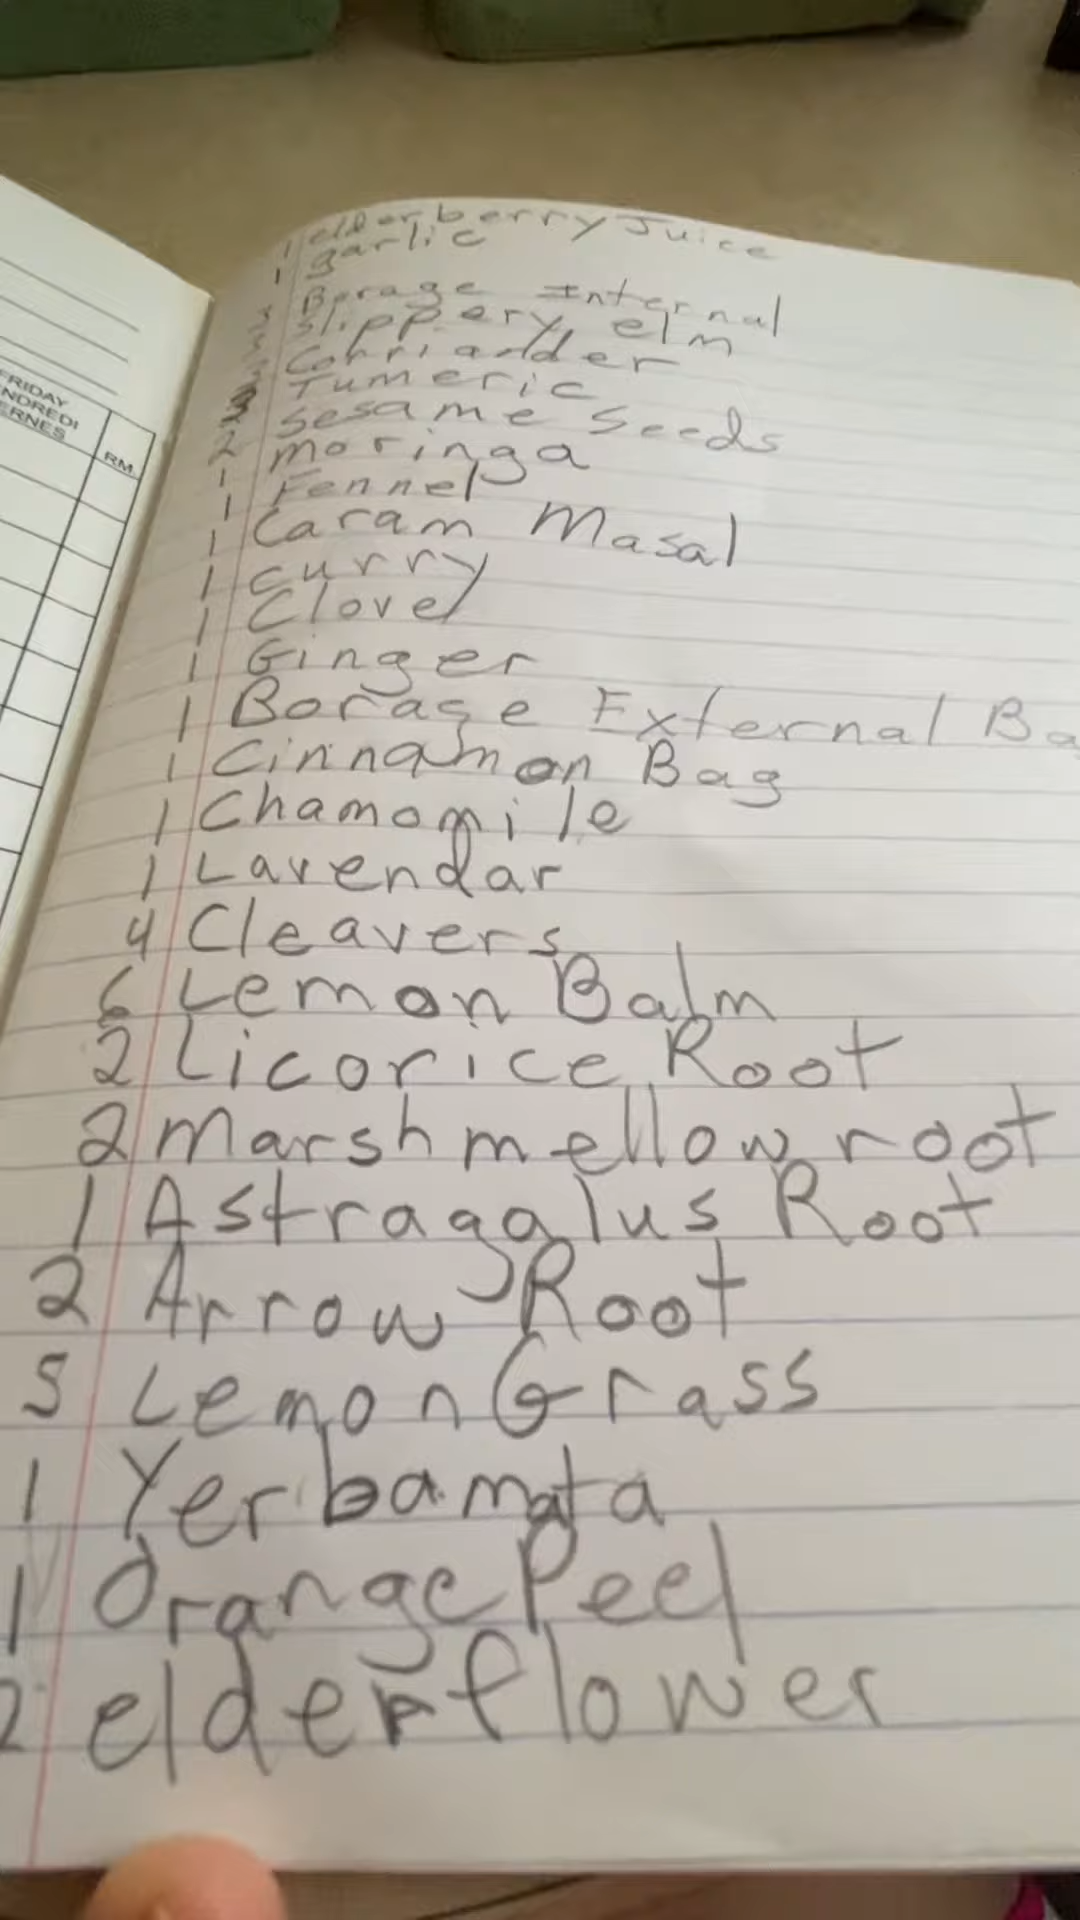 FRIDAY
VENDREDI
VIERNES
RM.
1 elderberry Juice
1 garlic
Borage Internal
Slippery elm
Corriander
Tumeric
3 Sesame Seeds
2 moringa
1 Fennel
1 Caram Masal
1 curry
1 Clove
1 Ginger
1 Borage External Ba
1 Cinnamon Bag
1 Chamomile
1 Lavendar
4 Cleavers
6 Lemon Balm
2 Licorice Root
2 Marshmellow root
1 Astragalus Root
2 Arrow Root
5 Lemon Grass
1 Yerbamata
1 Orange Peel
2 elderflower